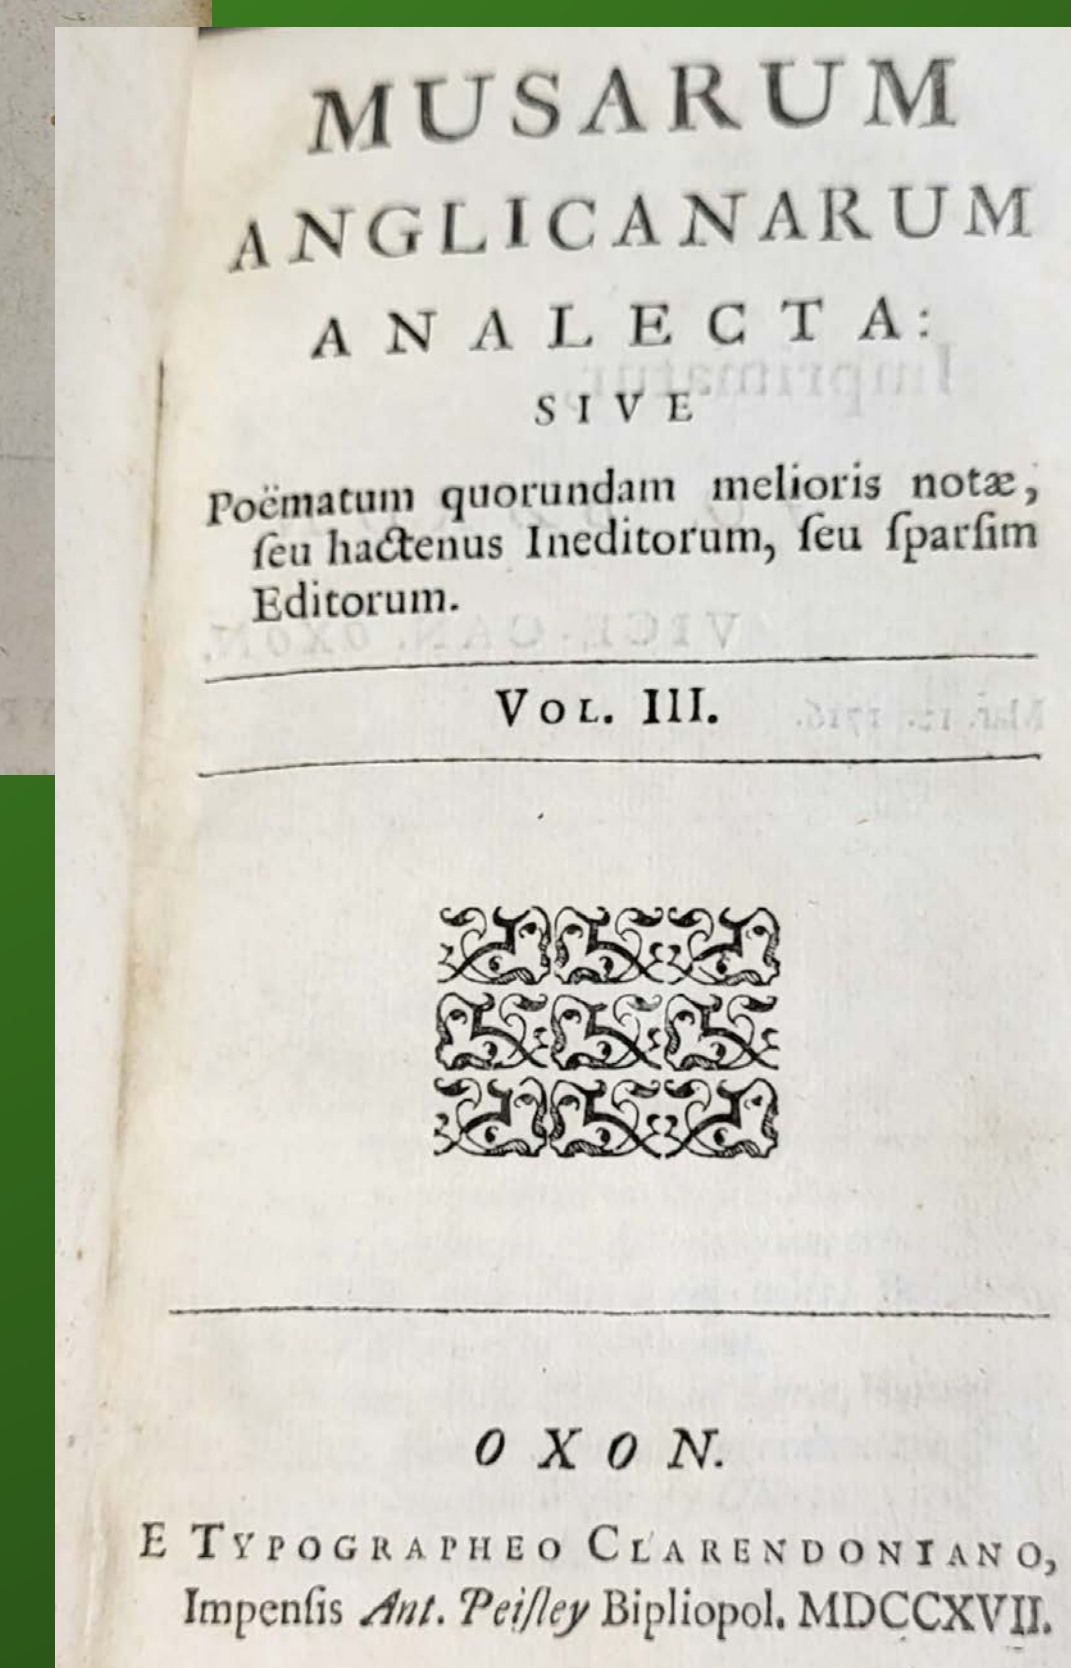 MUSARUM
ANGLICANARUM
ANALECTA:
SIVE
Poëmatum quorundam melioris notæ,
ſeu hactenus Ineditorum, ſeu ſparſim
Editorum.
VOL. III.
OXON.
E TYPOGRAPHEO CLARENDONIANO,
Impenſis Ant. Peiſley Bipliopol. MDCCXVII.